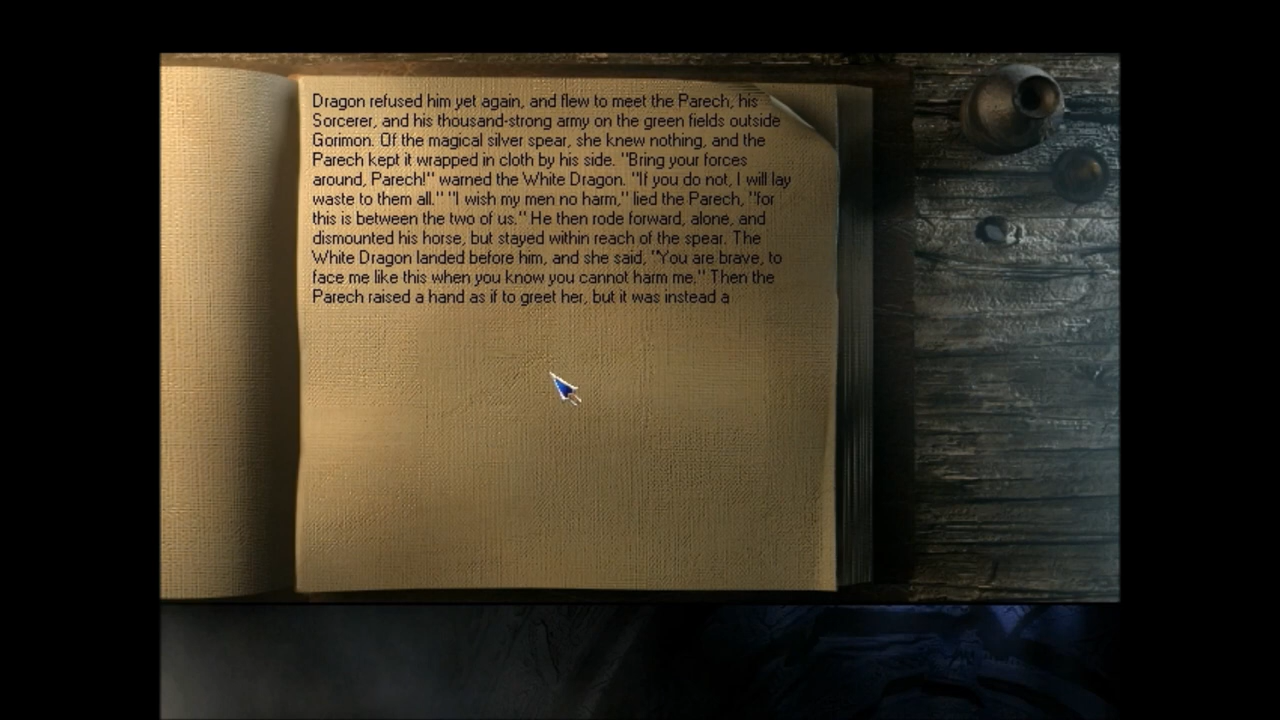 Dragon refused him yet again, and flew to meet the Parech, his
Sorcerer, and his thousand-strong army on the green fields outside
Gorimon. Of the magical silver spear, she knew nothing, and the
Parech kept it wrapped in cloth by his side. "Bring your forces
around, Parech!" warned the White Dragon. "If you do not, I will lay
waste to them all." "I wish my men no harm," lied the Parech, "for
this is between the two of us." He then rode forward, alone, and
dismounted his horse, but stayed within reach of the spear. The
White Dragon landed before him, and she said, "You are brave, to
face me like this when you know you cannot harm me." Then the
Parech raised a hand as if to greet her, but it was instead a